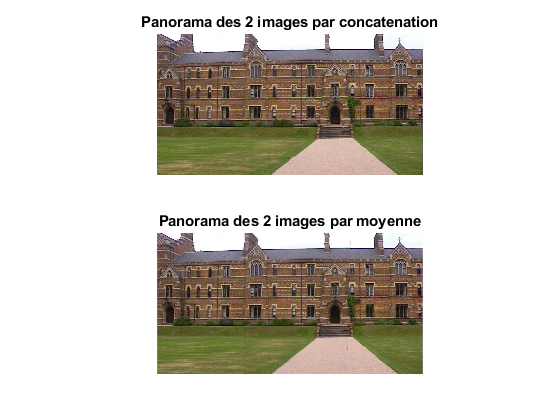 Panorama des 2 images par concatenation
Panorama des 2 images par moyenne